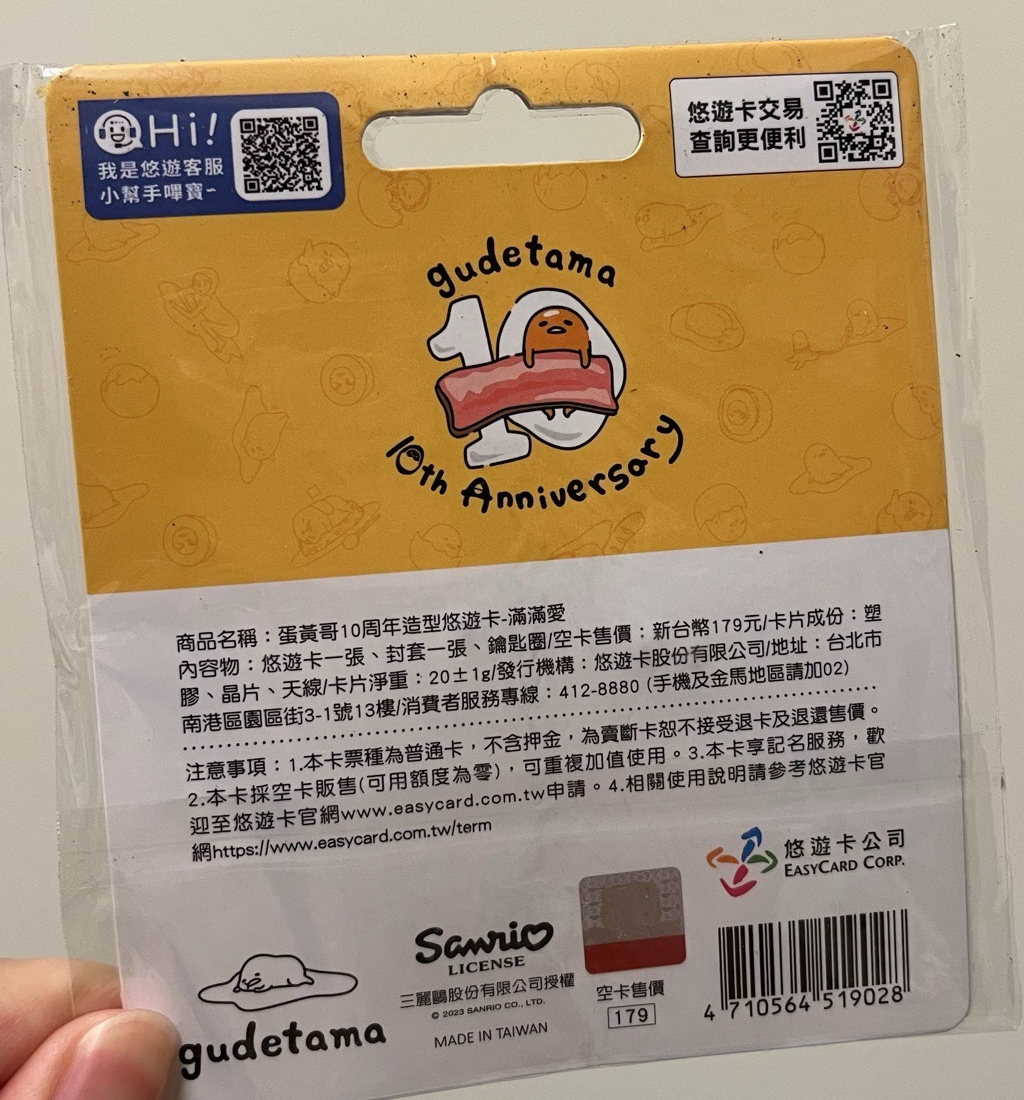 Hi!
我是悠遊客服
小幫手嗶寶~
悠遊卡交易
查詢更便利
gudetama
10
10th Anniversary
商品名稱：蛋黃哥10周年造型悠遊卡-滿滿愛
內容物：悠遊卡一張、封套一張、鑰匙圈/空卡售價：新台幣179元/卡片成份：塑
膠、晶片、天線/卡片淨重：20±1g/發行機構：悠遊卡股份有限公司/地址：台北市
南港區園區街3-1號13樓/消費者服務專線：412-8880 (手機及金馬地區請加02)
注意事項：1.本卡票種為普通卡，不含押金，為賣斷卡恕不接受退卡及退還售價。
2.本卡採空卡販售(可用額度為零)，可重複加值使用。3.本卡享記名服務，歡
迎至悠遊卡官網www.easycard.com.tw申請。4.相關使用說明請參考悠遊卡官
網https://www.easycard.com.tw/term
悠遊卡公司
EASYCARD CORP.
Sanrio
LICENSE
三麗鷗股份有限公司授權
© 2023 SANRIO CO., LTD.
MADE IN TAIWAN
空卡售價
179
4 710564 519028
gudetama